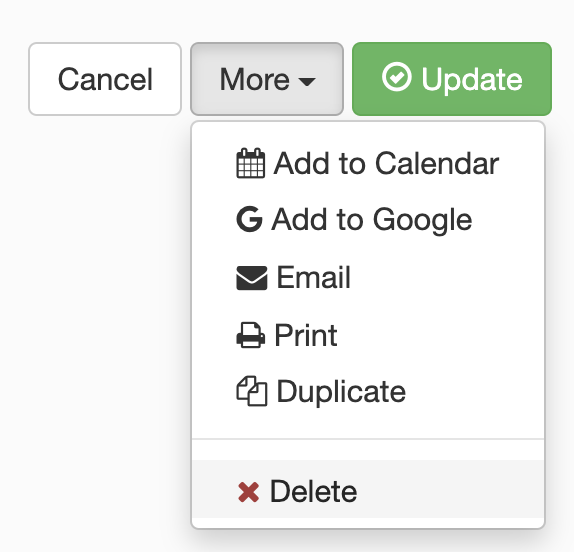 Cancel More Update
Add to Calendar
Add to Google
Email
Print
Duplicate
Delete